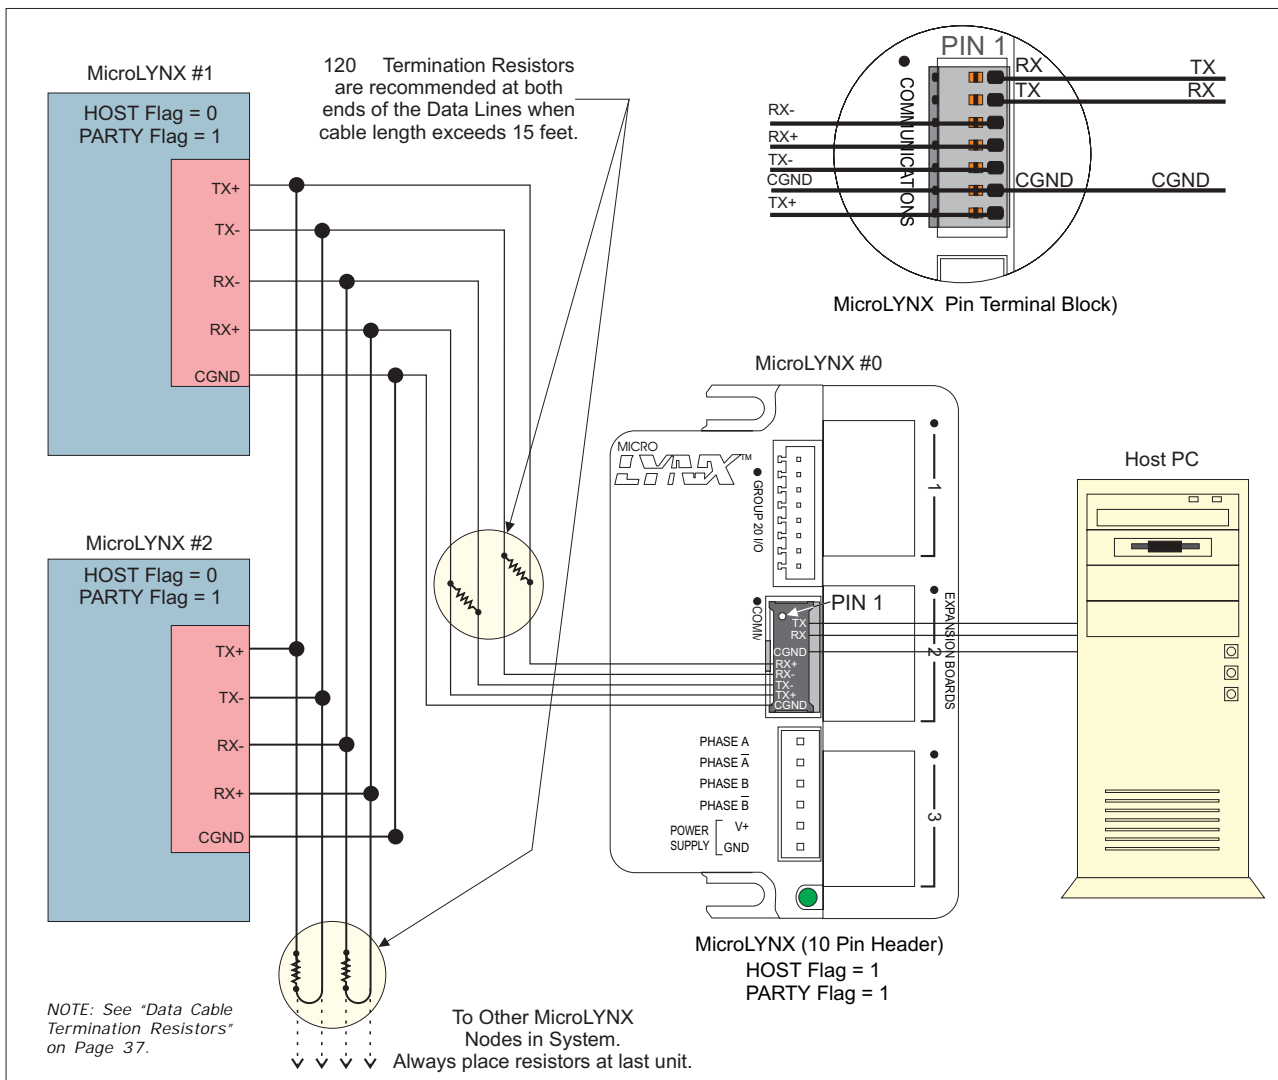 MicroLYNX #1
HOST Flag = 0
PARTY Flag = 1
TX+
TX-
RX-
RX+
CGND
120 Termination Resistors
are recommended at both
ends of the Data Lines when
cable length exceeds 15 feet.
PIN 1
COMMUNICATIONS
RX TX
TX RX
RX-
RX+
TX-
CGND
CGND CGND
TX+
MicroLYNX Pin Terminal Block)
MicroLYNX #2
HOST Flag = 0
PARTY Flag = 1
TX+
TX-
RX-
RX+
CGND
MicroLYNX #0
MICRO
LYNX™
GROUP 20 I/O
COMM
PIN 1
TX
RX
CGND
RX+
RX-
TX-
TX+
CGND
1
2
3
EXPANSION BOARDS
PHASE A
PHASE A̅
PHASE B
PHASE B̅
POWER
SUPPLY
V+
GND
MicroLYNX (10 Pin Header)
HOST Flag = 1
PARTY Flag = 1
Host PC
NOTE: See "Data Cable
Termination Resistors"
on Page 37.
To Other MicroLYNX
Nodes in System.
Always place resistors at last unit.